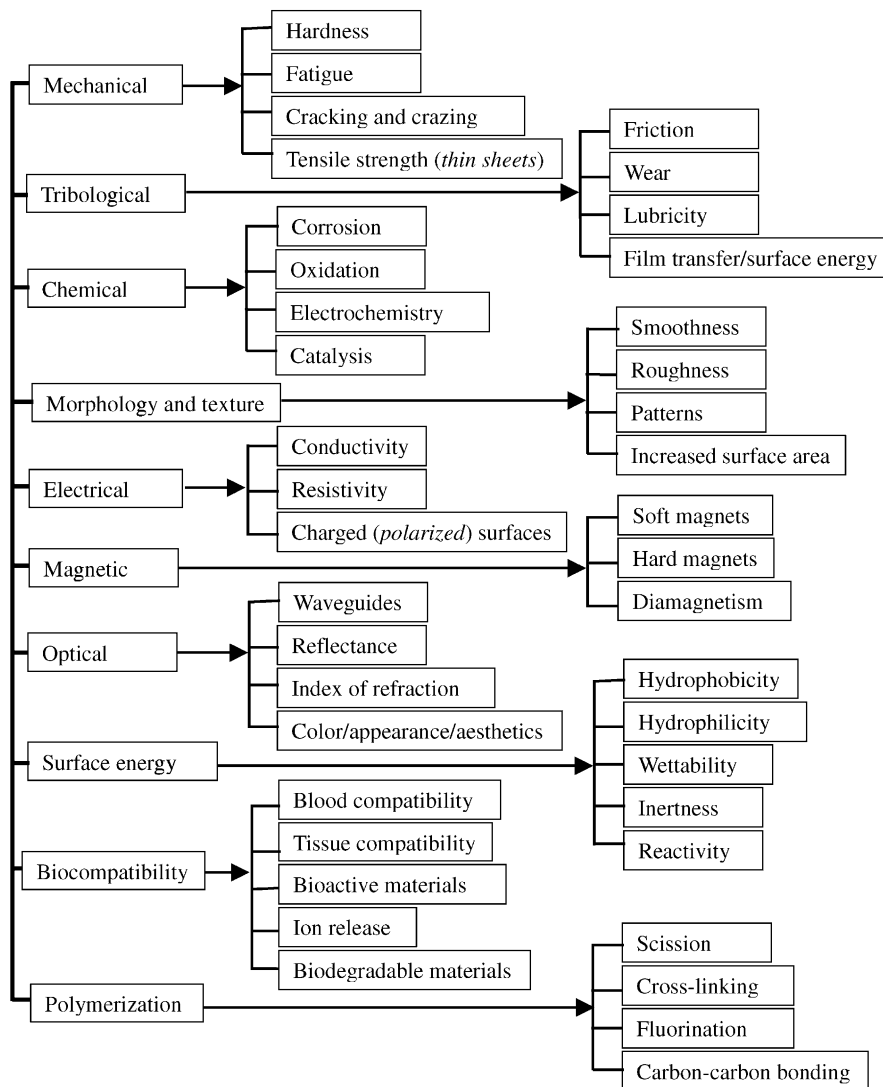 Mechanical
Hardness
Fatigue
Cracking and crazing
Tensile strength (thin sheets)
Tribological
Friction
Wear
Lubricity
Film transfer/surface energy
Chemical
Corrosion
Oxidation
Electrochemistry
Catalysis
Morphology and texture
Smoothness
Roughness
Patterns
Increased surface area
Electrical
Conductivity
Resistivity
Charged (polarized) surfaces
Magnetic
Soft magnets
Hard magnets
Diamagnetism
Optical
Waveguides
Reflectance
Index of refraction
Color/appearance/aesthetics
Surface energy
Hydrophobicity
Hydrophilicity
Wettability
Inertness
Reactivity
Biocompatibility
Blood compatibility
Tissue compatibility
Bioactive materials
Ion release
Biodegradable materials
Polymerization
Scission
Cross-linking
Fluorination
Carbon-carbon bonding